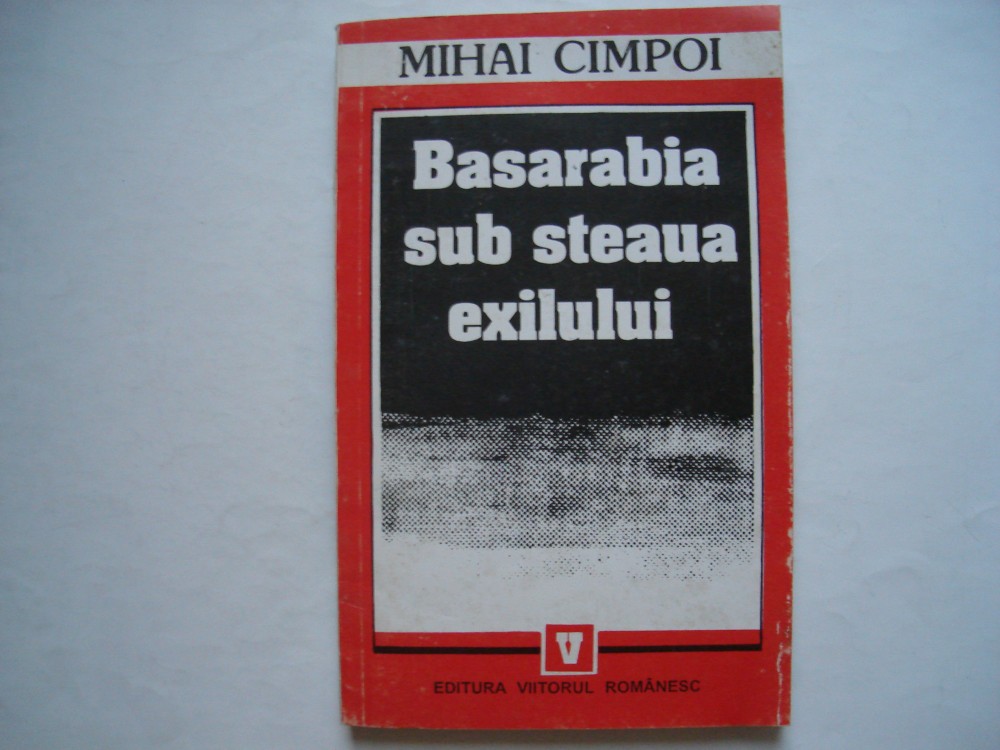 MIHAI CIMPOI
Basarabia
sub steaua
exilului
V
EDITURA VIITORUL ROMÂNESC